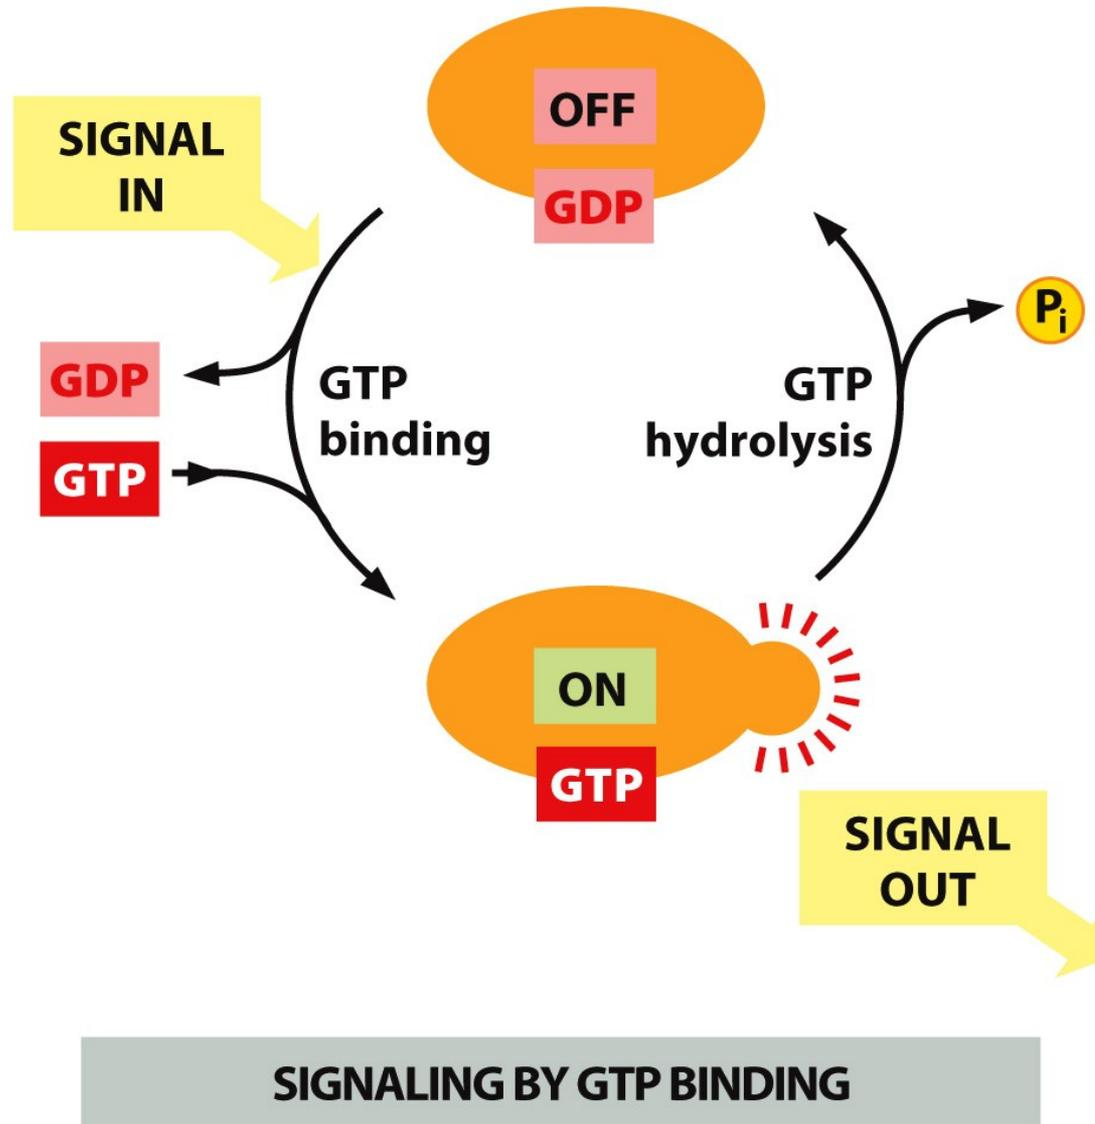 OFF
GDP
SIGNAL
IN
GDP
GTP
GTP
binding
GTP
hydrolysis
Pi
ON
GTP
SIGNAL
OUT
SIGNALING BY GTP BINDING